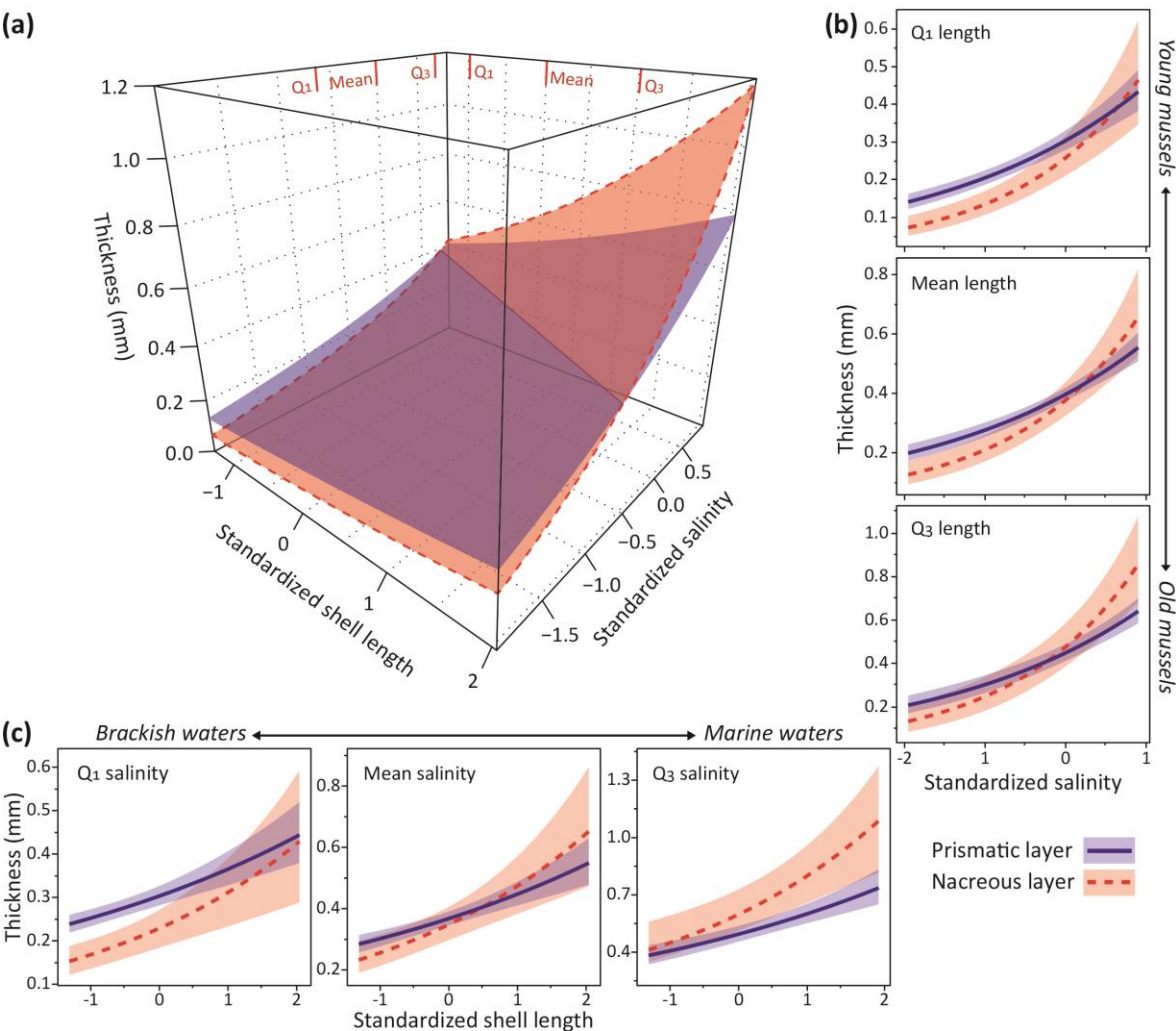 (a)
Q1 Mean Q3 Q1 Mean Q3
1.2
1.0
0.8
0.6
0.4
0.2
0.0
Thickness (mm)
−1
0
1
2
Standardized shell length
−1.5
−1.0
−0.5
0.0
0.5
Standardized salinity
(b)
Q1 length
0.6
0.5
0.4
0.3
0.2
0.1
Mean length
0.8
0.6
0.4
0.2
Thickness (mm)
Q3 length
1.0
0.8
0.6
0.4
0.2
-2 1 0 1
Standardized salinity
Young mussels
Old mussels
(c)
Brackish waters Marine waters
Q1 salinity
0.6
0.5
0.4
0.3
0.2
0.1
Thickness (mm)
-1 0 1 2
Mean salinity
0.8
0.6
0.4
0.2
-1 0 1 2
Q3 salinity
1.3
1.0
0.7
0.4
-1 0 1 2
Standardized shell length
Prismatic layer
Nacreous layer